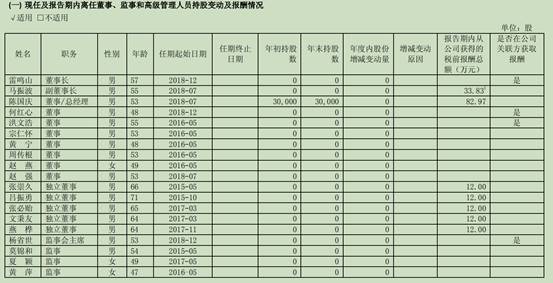 (一) 现任及报告期内离任董事、监事和高级管理人员持股变动及报酬情况
√适用 □不适用
单位：股
姓名 职务 性别 年龄 任期起始日期 任期终止日期 年初持股数 年末持股数 年度内股份增减变动量 增减变动原因 报告期内从公司获得的税前报酬总额（万元） 是否在公司关联方获取报酬
雷鸣山 董事长 男 57 2018-12 0 0 0 是
马振波 副董事长 男 55 2018-07 0 0 0 33.83
陈国庆 董事/总经理 男 53 2018-07 30,000 30,000 0 82.97
何红心 董事 男 48 2018-12 0 0 0 是
洪文浩 董事 男 55 2016-05 0 0 0 是
宗仁怀 董事 男 53 2016-05 0 0 0
黄 宁 董事 男 48 2016-05 0 0 0
周传根 董事 男 53 2016-05 0 0 0
赵 燕 董事 女 49 2016-05 0 0 0
赵 强 董事 男 53 2018-07 0 0 0
张崇久 独立董事 男 66 2015-05 0 0 0 12.00
吕振勇 独立董事 男 71 2015-10 0 0 0 12.00
张必贻 独立董事 男 65 2017-03 0 0 0 12.00
文秉友 独立董事 男 64 2017-03 0 0 0 12.00
燕 桦 独立董事 男 64 2017-11 0 0 0 12.00
杨省世 监事会主席 男 53 2018-12 0 0 0 是
莫锦和 监事 男 54 2015-05 0 0 0
夏 颖 监事 女 49 2017-05 0 0 0
黄 萍 监事 女 47 2016-05 0 0 0